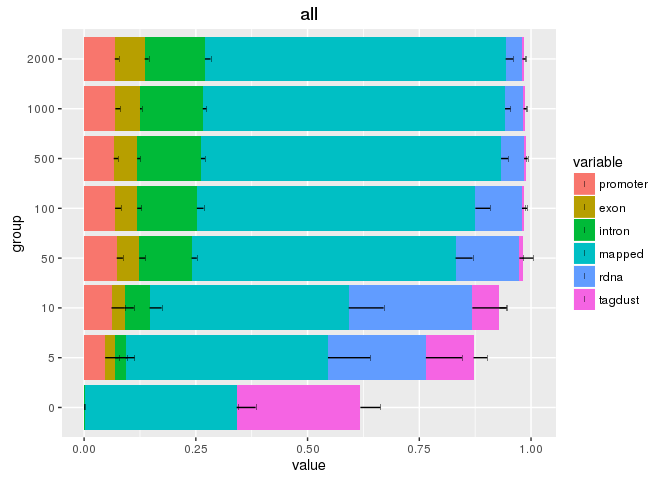 all
group
2000
1000
500
100
50
10
5
0
0.00 0.25 0.50 0.75 1.00
value
variable
promoter
exon
intron
mapped
rdna
tagdust